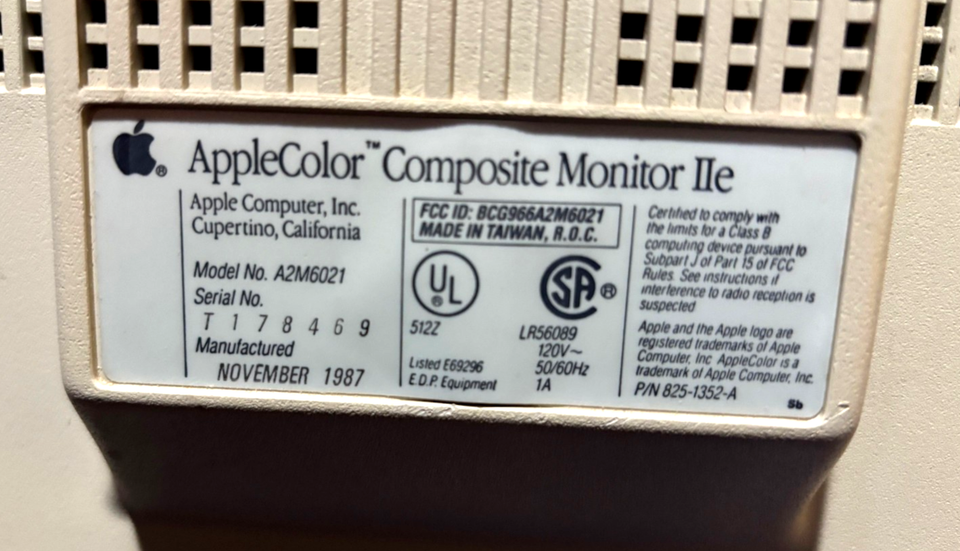 AppleColor™ Composite Monitor IIe
Apple Computer, Inc.
Cupertino, California
Model No. A2M6021
Serial No.
T 1 7 8 4 6 9
Manufactured
NOVEMBER 1987
FCC ID: BCG966A2M6021
MADE IN TAIWAN, R.O.C.
UL
®
512Z
Listed E69296
E.D.P. Equipment
SA ®
LR56089
120V~
50/60Hz
1A
Certified to comply with
the limits for a Class B
computing device pursuant to
Subpart J of Part 15 of FCC
Rules. See instructions if
interference to radio reception is
suspected
Apple and the Apple logo are
registered trademarks of Apple
Computer, Inc. AppleColor is a
trademark of Apple Computer, Inc.
P/N 825-1352-A
Sb